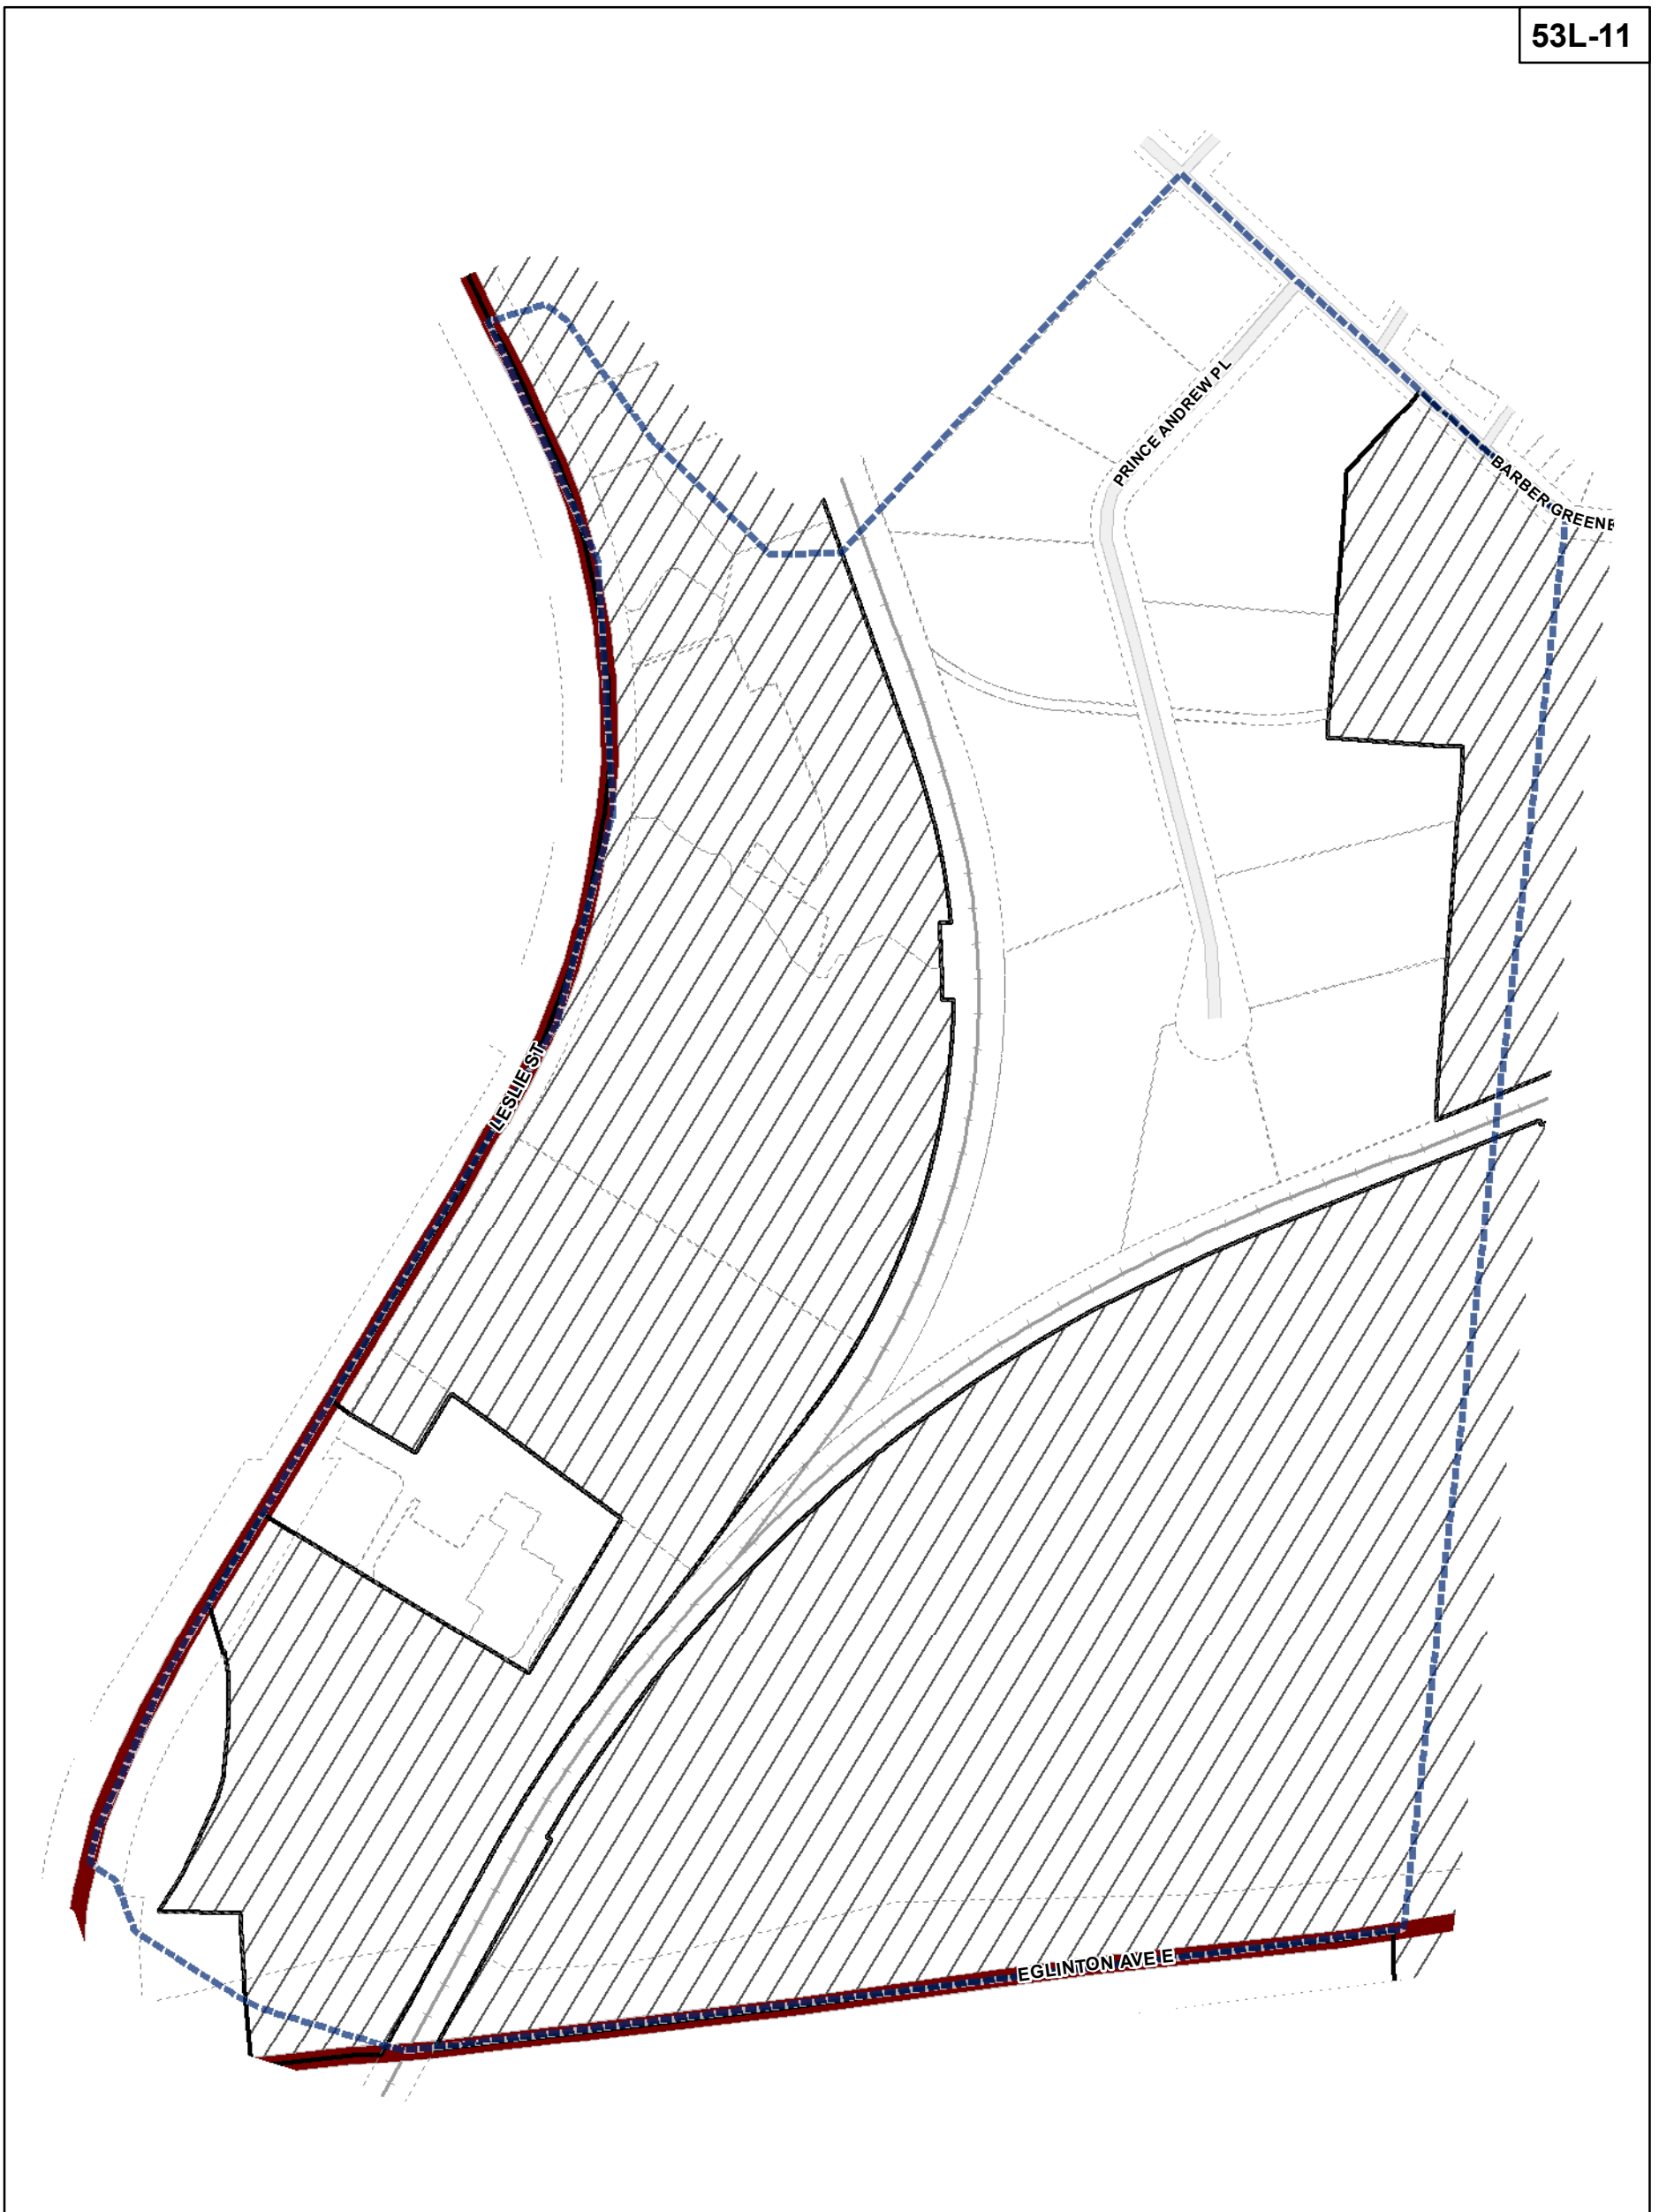 53L-11
PRINCE ANDREW PL
BARBER GREENE
LESLIE ST
EGLINTON AVE E